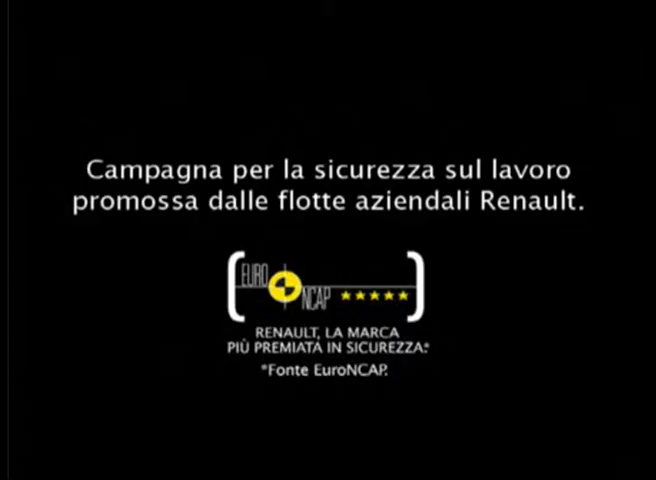 Campagna per la sicurezza sul lavoro
promossa dalle flotte aziendali Renault.
EURO
NCAP
RENAULT, LA MARCA
PIÙ PREMIATA IN SICUREZZA.*
*Fonte EuroNCAP.